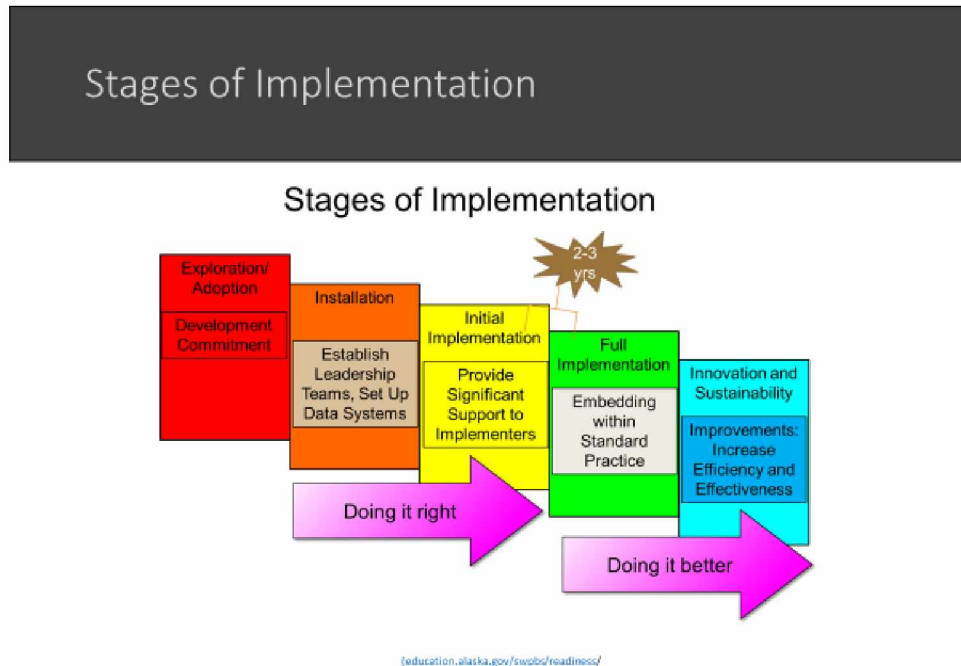 Stages of Implementation
Stages of Implementation
2-3
yrs
Exploration/
Adoption
Development
Commitment
Installation
Establish
Leadership
Teams, Set Up
Data Systems
Initial
Implementation
Provide
Significant
Support to
Implementers
Full
Implementation
Embedding
within
Standard
Practice
Innovation and
Sustainability
Improvements:
Increase
Efficiency and
Effectiveness
Doing it right
Doing it better
(education.alaska.gov/swpbs/readiness/